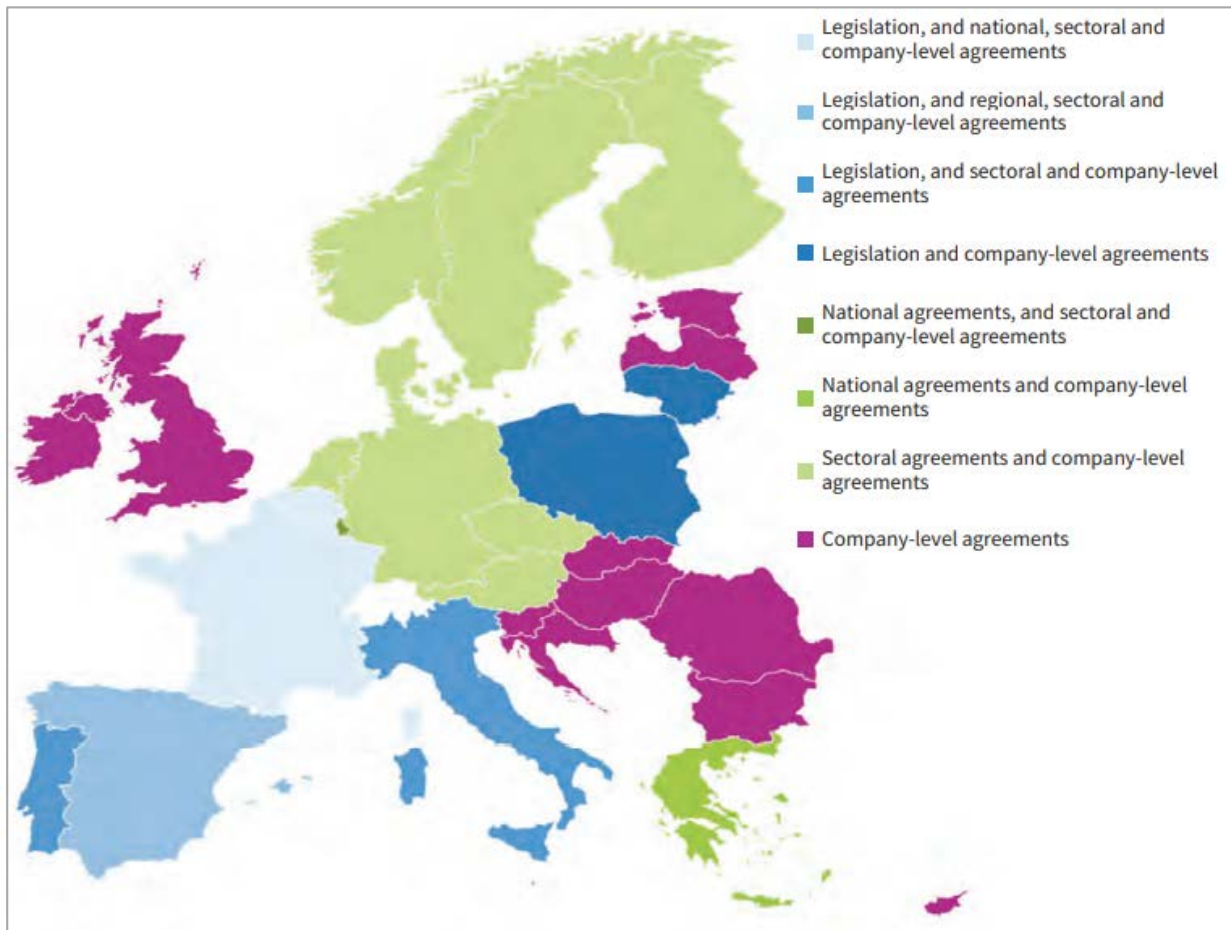 Legislation, and national, sectoral and
company-level agreements
Legislation, and regional, sectoral and
company-level agreements
Legislation, and sectoral and company-level
agreements
Legislation and company-level agreements
National agreements, and sectoral and
company-level agreements
National agreements and company-level
agreements
Sectoral agreements and company-level
agreements
Company-level agreements